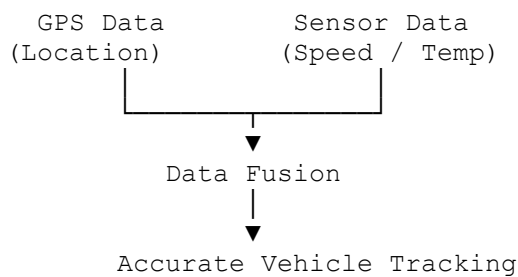 GPS Data Sensor Data
(Location) (Speed / Temp)
Data Fusion
Accurate Vehicle Tracking